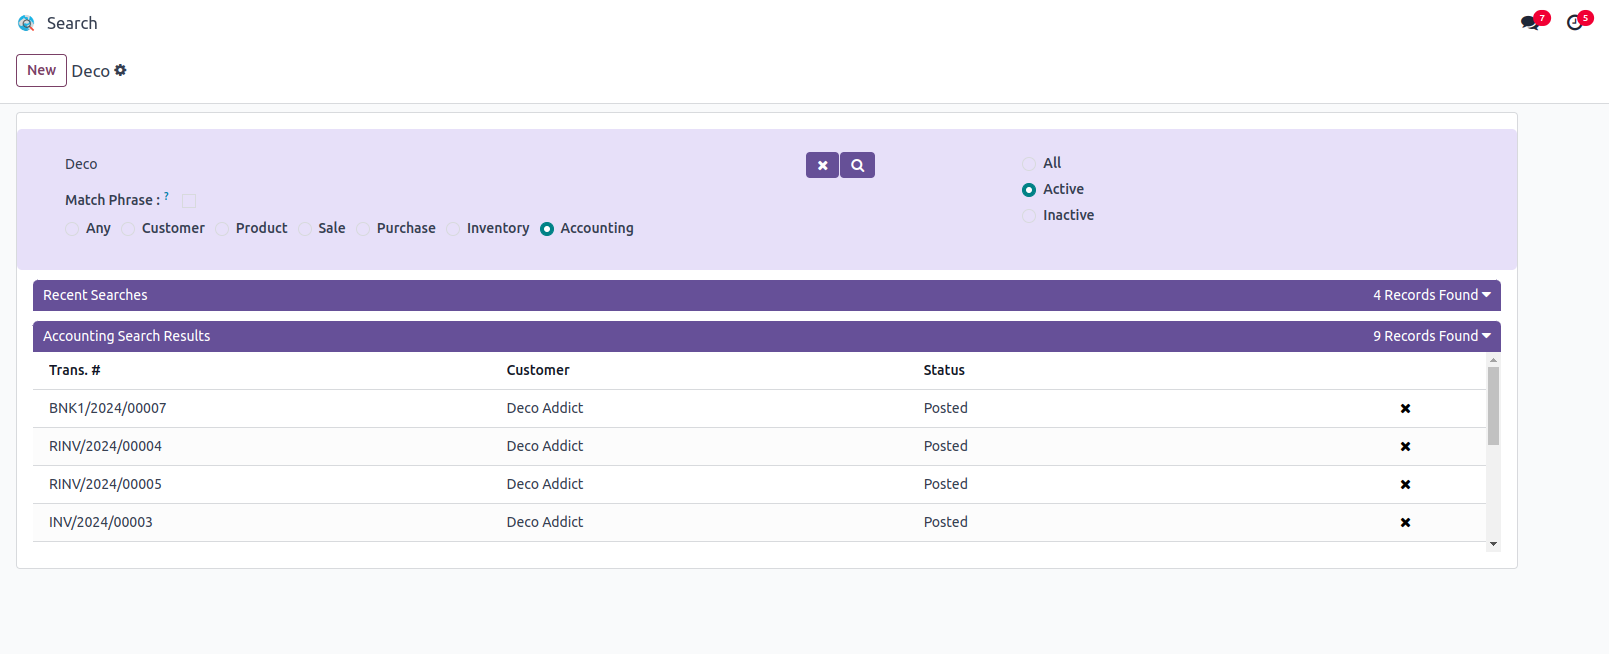 Search
7
5
New Deco
Deco
All
Match Phrase : ?
Active
Inactive
Any Customer Product Sale Purchase Inventory Accounting
Recent Searches 4 Records Found
Accounting Search Results 9 Records Found
Trans. # Customer Status
BNK1/2024/00007 Deco Addict Posted
RINV/2024/00004 Deco Addict Posted
RINV/2024/00005 Deco Addict Posted
INV/2024/00003 Deco Addict Posted